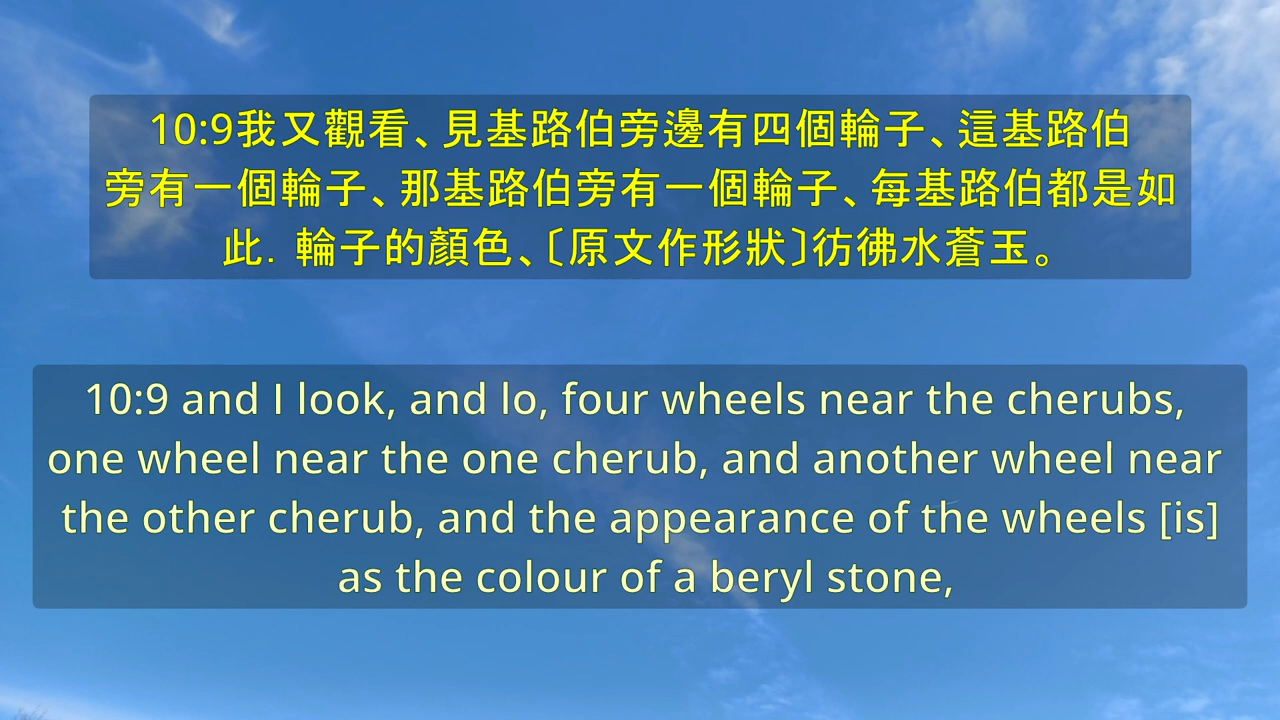 10:9我又觀看、見基路伯旁邊有四個輪子、這基路伯
旁有一個輪子、那基路伯旁有一個輪子、每基路伯都是如
此．輪子的顏色、〔原文作形狀〕彷彿水蒼玉。
10:9 and I look, and lo, four wheels near the cherubs,
one wheel near the one cherub, and another wheel near
the other cherub, and the appearance of the wheels [is]
as the colour of a beryl stone,